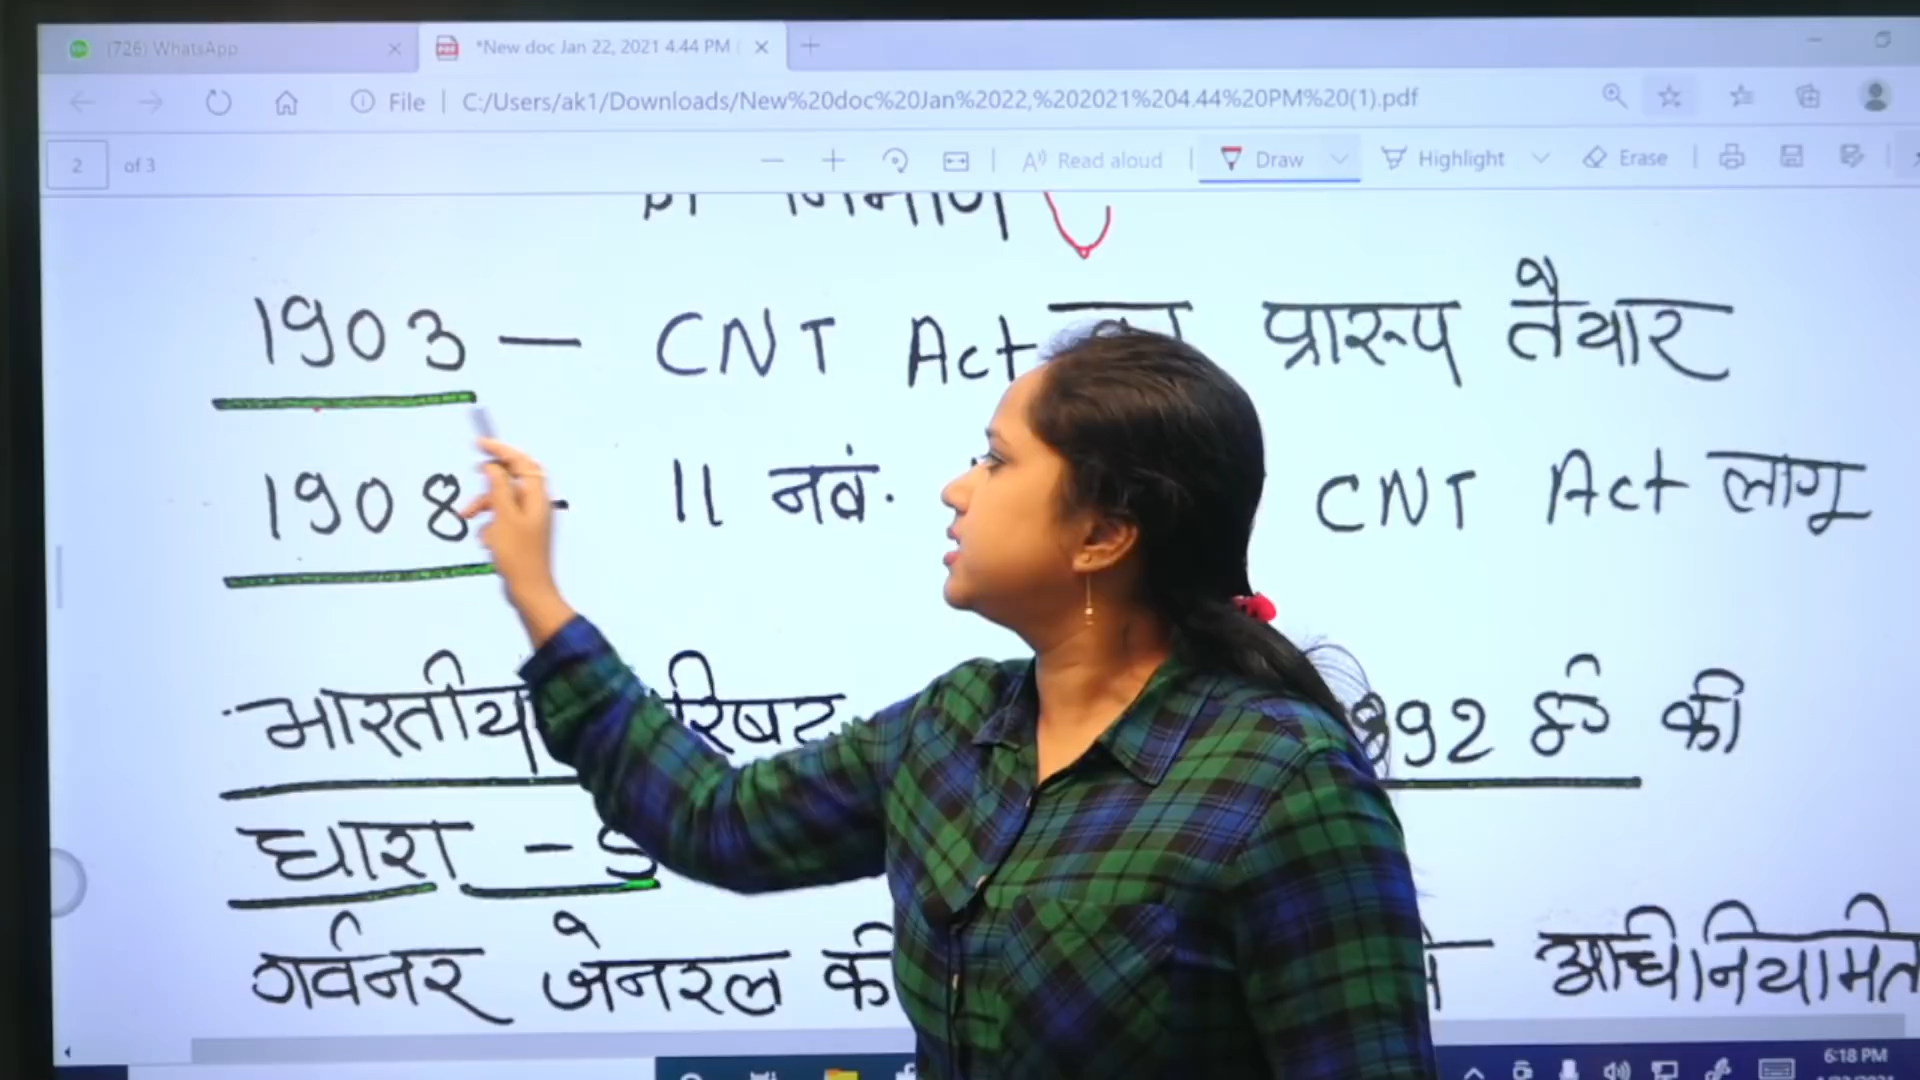 (726) WhatsApp
*New doc Jan 22, 2021 4.44 PM (
File | C:/Users/ak1/Downloads/New%20doc%20Jan%2022,%202021%204.44%20PM%20(1).pdf
2 of 3 Read aloud Draw Highlight Erase
निर्माण
1903 — CNT Act प्रारूप तैयार
1908 - 11 नवं. CNT Act लागू
भारतीय 1892 ई० की
धारा - 5
गर्वनर जेनरल की अधिनियमित
6:18 PM